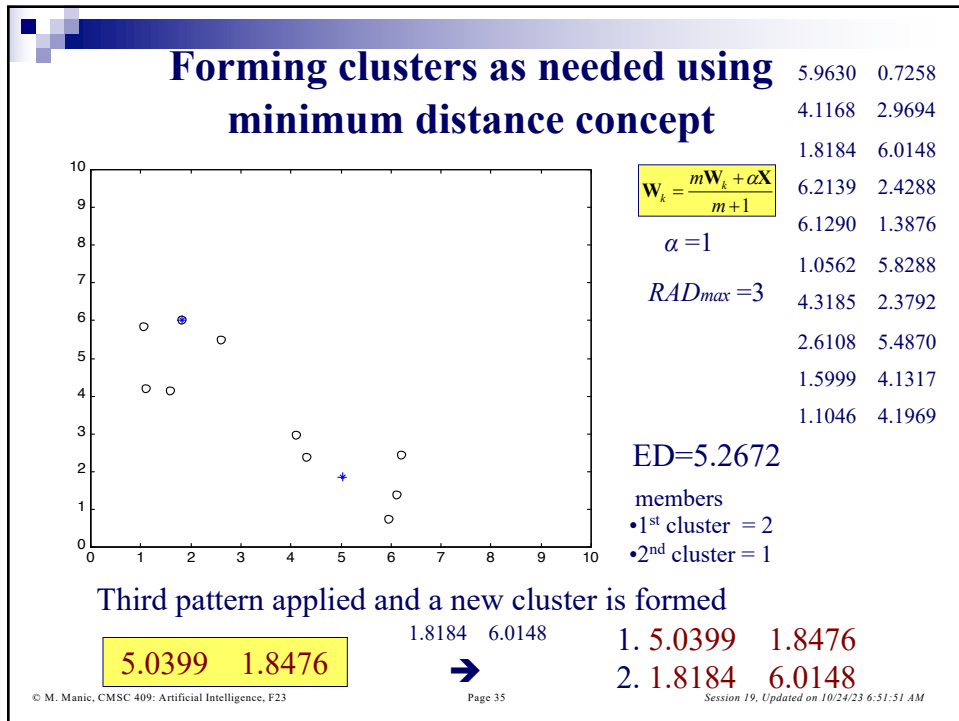 Forming clusters as needed using
minimum distance concept
5.9630 0.7258
4.1168 2.9694
1.8184 6.0148
6.2139 2.4288
6.1290 1.3876
1.0562 5.8288
4.3185 2.3792
2.6108 5.4870
1.5999 4.1317
1.1046 4.1969
10
9
8
7
6
5
4
3
2
1
0
0 1 2 3 4 5 6 7 8 9 10
W_k = (mW_k + αX) / (m + 1)
α =1
RADmax =3
ED=5.2672
members
•1st cluster = 2
•2nd cluster = 1
Third pattern applied and a new cluster is formed
5.0399 1.8476
1.8184 6.0148
➔
1. 5.0399 1.8476
2. 1.8184 6.0148
© M. Manic, CMSC 409: Artificial Intelligence, F23
Page 35
Session 19, Updated on 10/24/23 6:51:51 AM